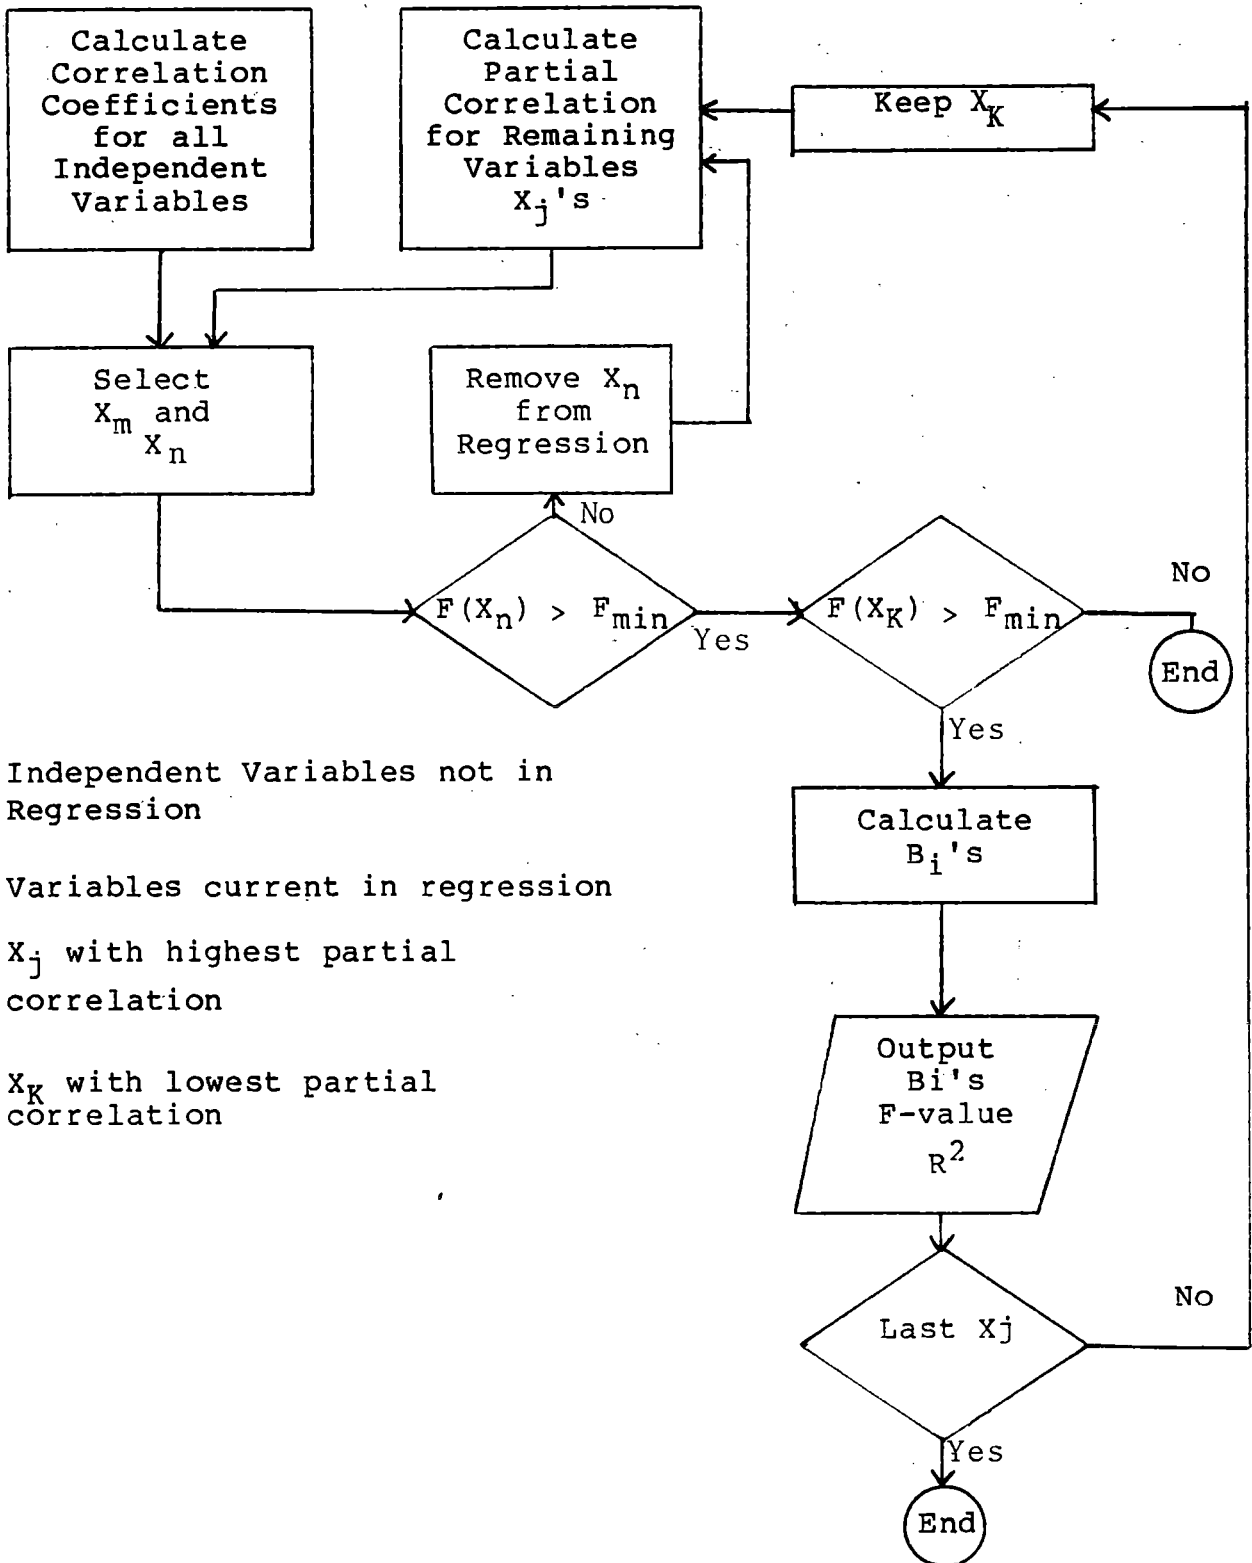 Calculate
Correlation
Coefficients
for all
Independent
Variables
Calculate
Partial
Correlation
for Remaining
Variables
Xj's
Keep XK
Select
Xm and
Xn
Remove Xn
from
Regression
No
F(Xn) > Fmin
Yes
F(XK) > Fmin
No
End
Yes
Independent Variables not in
Regression
Variables current in regression
Xj with highest partial
correlation
XK with lowest partial
correlation
Calculate
Bi's
Output
Bi's
F-value
R²
Last Xj
No
Yes
End